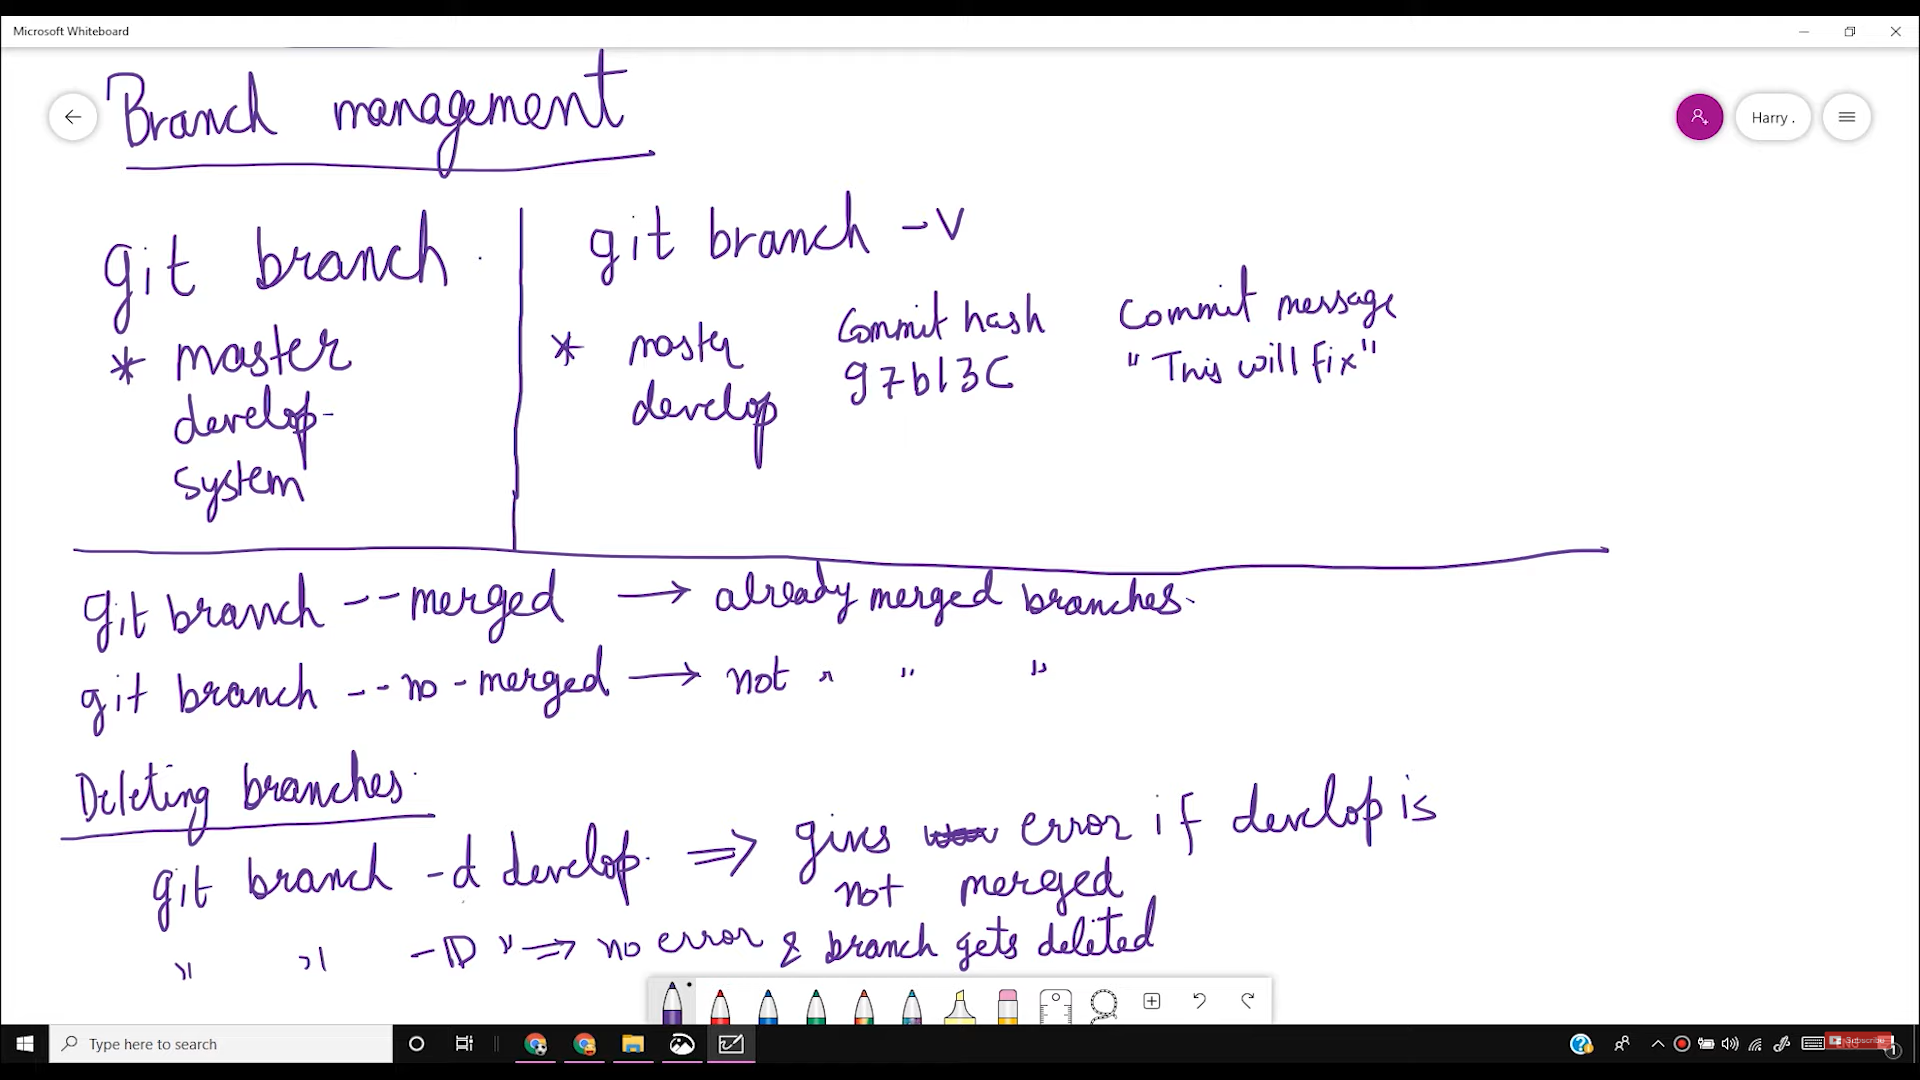 Microsoft Whiteboard
Branch management
Harry .
git branch
* master
develop
system
git branch -v
Commit hash Commit message
* master 97b13C "This will fix"
develop
git branch --merged → already merged branches.
git branch --no-merged → not " " "
Deleting branches
git branch -d develop ⇒ gives error if develop is
not merged
" " -D " ⇒ no error & branch gets deleted
Type here to search
Subscribe
1